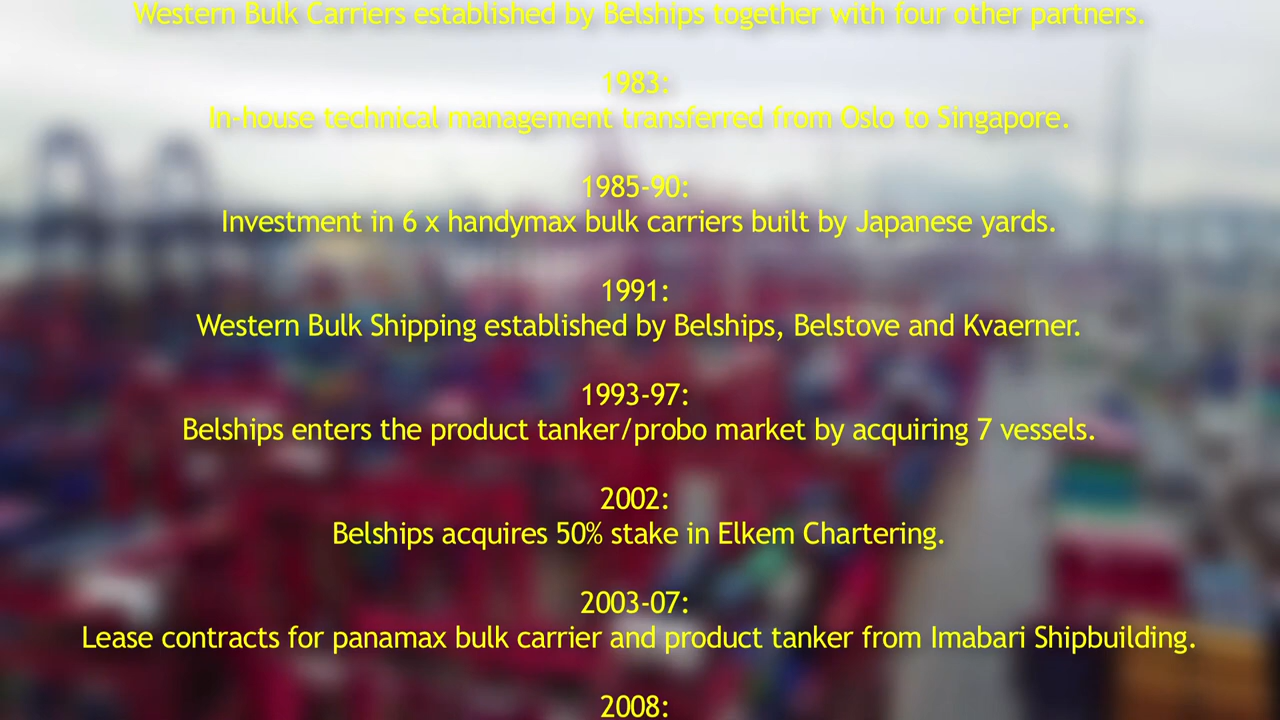 Western Bulk Carriers established by Belships together with four other partners.
1983:
In-house technical management transferred from Oslo to Singapore.
1985-90:
Investment in 6 x handymax bulk carriers built by Japanese yards.
1991:
Western Bulk Shipping established by Belships, Belstove and Kvaerner.
1993-97:
Belships enters the product tanker/probo market by acquiring 7 vessels.
2002:
Belships acquires 50% stake in Elkem Chartering.
2003-07:
Lease contracts for panamax bulk carrier and product tanker from Imabari Shipbuilding.
2008: